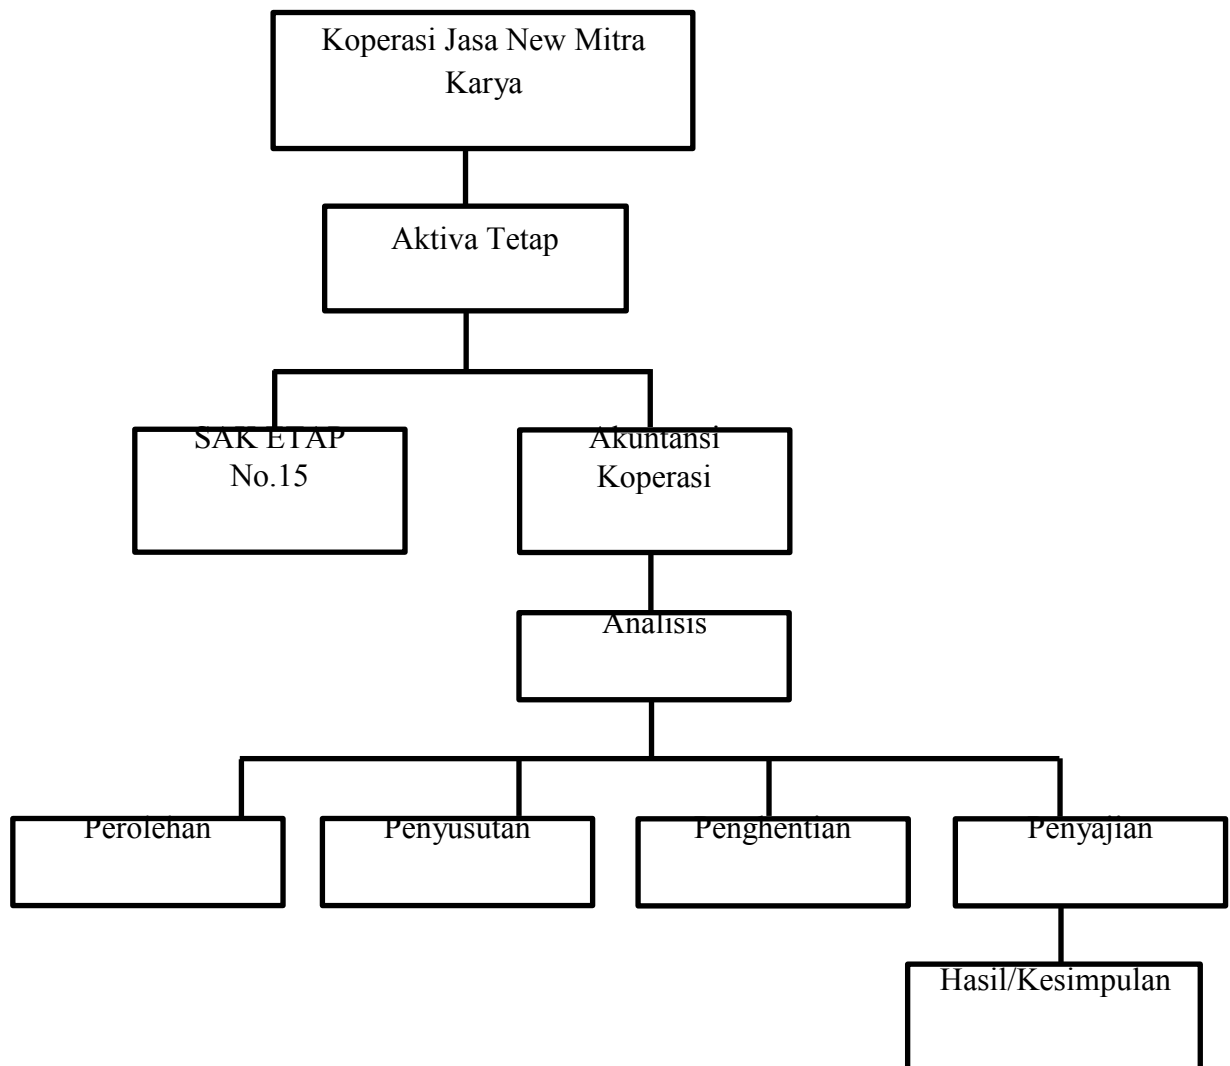 Koperasi Jasa New Mitra
Karya
Aktiva Tetap
SAK ETAP
No.15
Akuntansi
Koperasi
Analisis
Perolehan
Penyusutan
Penghentian
Penyajian
Hasil/Kesimpulan